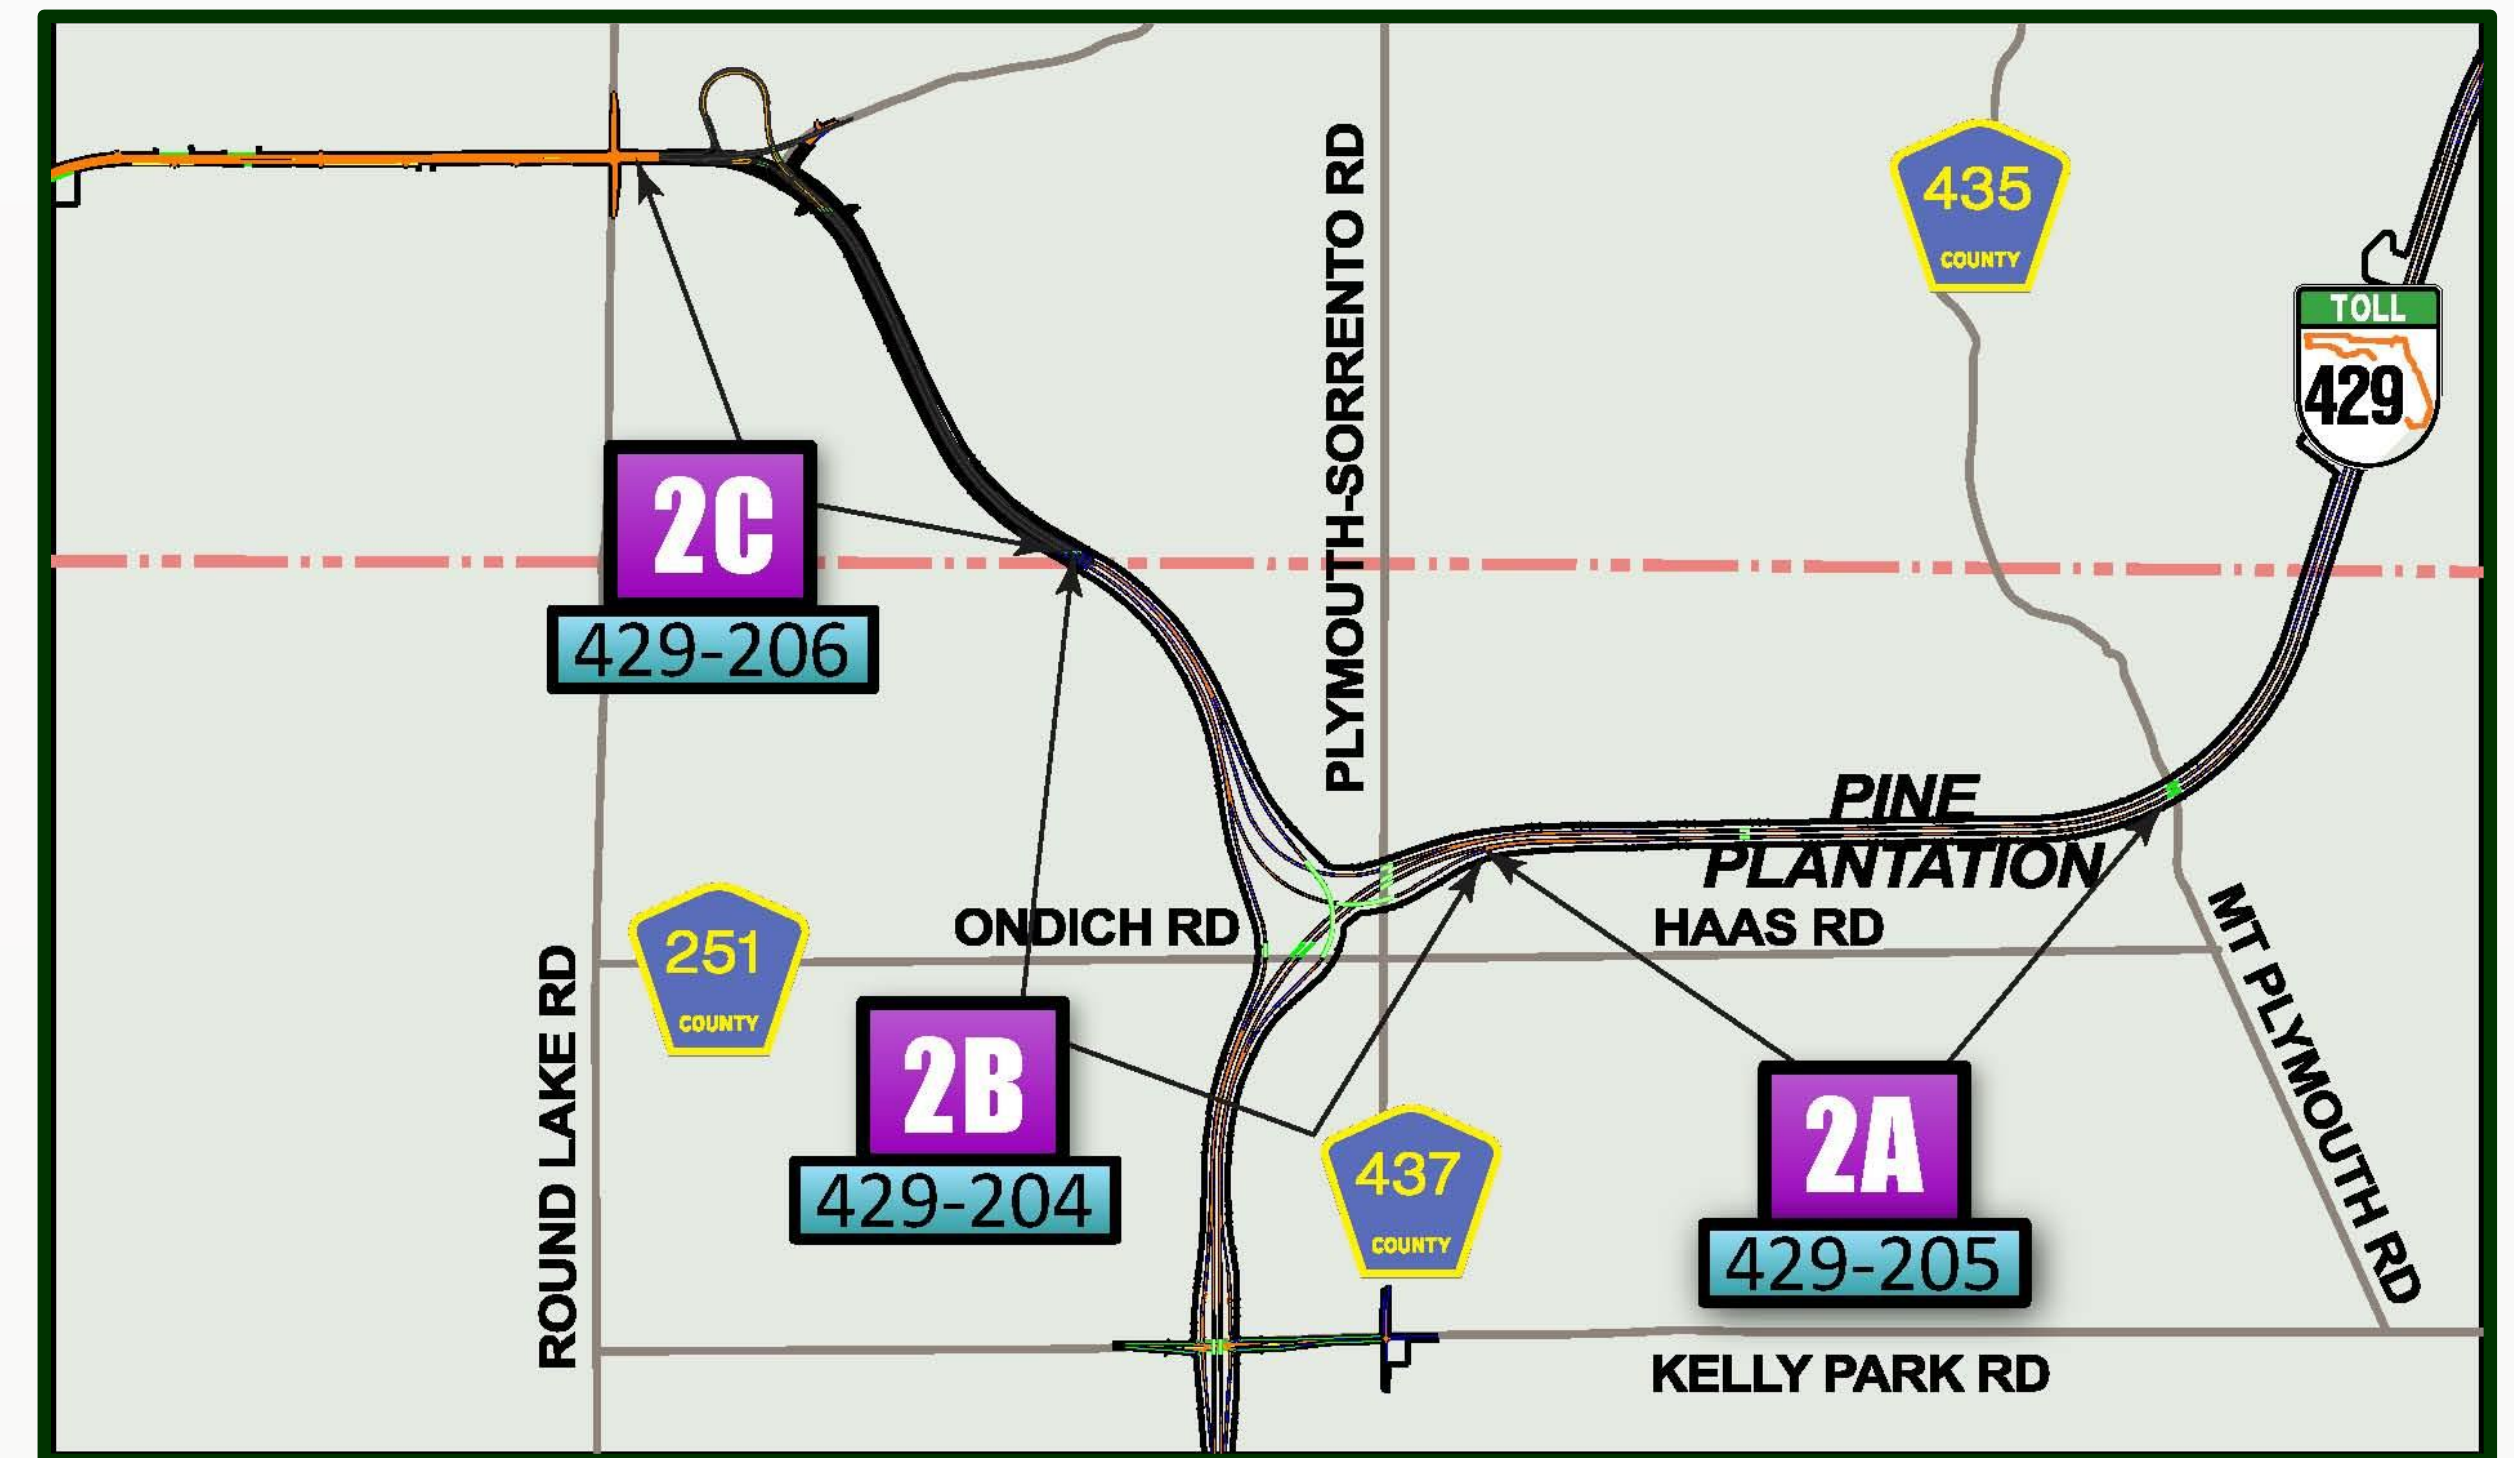 PLYMOUTH-SORRENTO RD
435
COUNTY
TOLL
429
2C
429-206
PINE
PLANTATION
ONDICH RD
HAAS RD
251
COUNTY
MT PLYMOUTH RD
ROUND LAKE RD
2B
429-204
437
COUNTY
2A
429-205
KELLY PARK RD